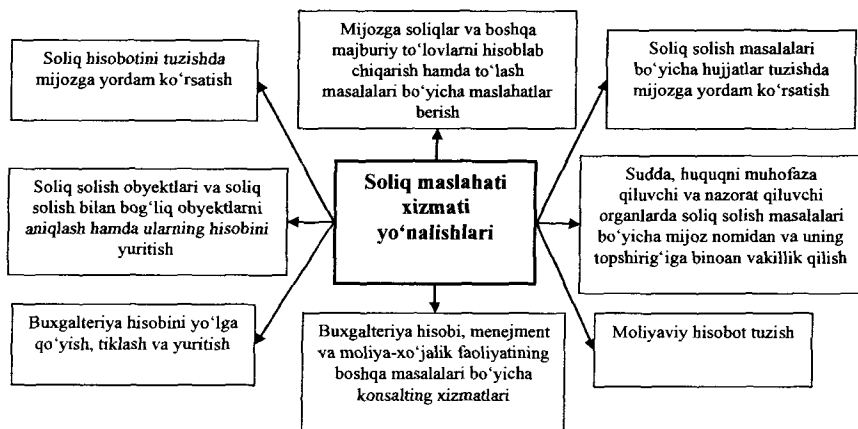 Soliq hisobotini tuzishda
mijozga yordam ko‘rsatish
Mijozga soliqlar va boshqa
majburiy to‘lovlarni hisoblab
chiqarish hamda to‘lash
masalalari bo‘yicha maslahatlar
berish
Soliq solish masalalari
bo‘yicha hujjatlar tuzishda
mijozga yordam ko‘rsatish
Soliq solish obyektlari va soliq
solish bilan bog‘liq obyektlarni
aniqlash hamda ularning hisobini
yuritish
Soliq maslahati
xizmati
yo‘nalishlari
Sudda, huquqni muhofaza
qiluvchi va nazorat qiluvchi
organlarda soliq solish masalalari
bo‘yicha mijoz nomidan va uning
topshirig‘iga binoan vakillik qilish
Buxgalteriya hisobini yo‘lga
qo‘yish, tiklash va yuritish
Buxgalteriya hisobi, menejment
va moliya-xo‘jalik faoliyatining
boshqa masalalari bo‘yicha
konsalting xizmatlari
Moliyaviy hisobot tuzish